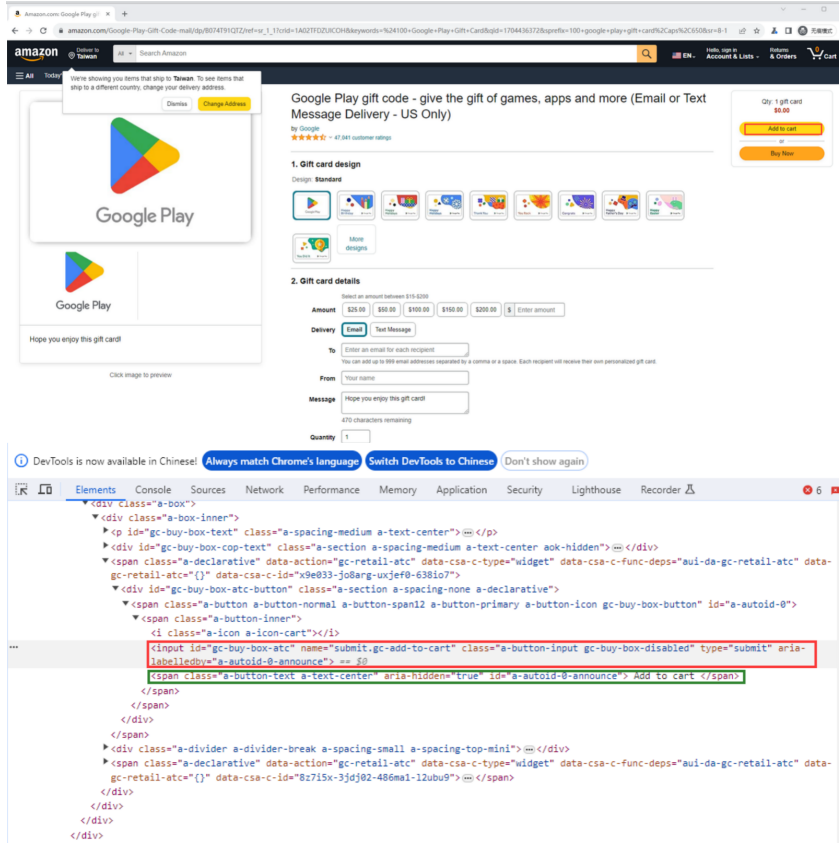 Amazon.com: Google Play gif
amazon.com/Google-Play-Gift-Code-mail/dp/B074T91QTZ/ref=sr_1_1?crid=1A02TFDZUICOH&keywords=%24100+Google+Play+Gift+Card&qid=1704436372&sprefix=100+google+play+gift+card%2Caps%2C650&sr=8-1
amazon
Deliver to
Taiwan
All
Search Amazon
EN
Hello, sign in
Account & Lists
Returns
& Orders
Cart
All
Today'
We're showing you items that ship to Taiwan. To see items that
ship to a different country, change your delivery address.
Dismiss
Change Address
Google Play
Google Play
Hope you enjoy this gift card!
Click image to preview
Google Play gift code - give the gift of games, apps and more (Email or Text
Message Delivery - US Only)
by Google
47,941 customer ratings
1. Gift card design
Design: Standard
More
designs
2. Gift card details
Select an amount between $15-$200
Amount $25.00 $50.00 $100.00 $150.00 $200.00 $ Enter amount
Delivery Email Text Message
To Enter an email for each recipient
You can add up to 999 email addresses separated by a comma or a space. Each recipient will receive their own personalized gift card.
From Your name
Message Hope you enjoy this gift card!
470 characters remaining
Quantity 1
Qty: 1 gift card
$0.00
Add to cart
or
Buy Now
DevTools is now available in Chinese! Always match Chrome's language Switch DevTools to Chinese Don't show again
Elements Console Sources Network Performance Memory Application Security Lighthouse Recorder 6
<div class="a-box">
<div class="a-box-inner">
<p id="gc-buy-box-text" class="a-spacing-medium a-text-center">…</p>
<div id="gc-buy-box-cop-text" class="a-section a-spacing-medium a-text-center aok-hidden">…</div>
<span class="a-declarative" data-action="gc-retail-atc" data-csa-c-type="widget" data-csa-c-func-deps="aui-da-gc-retail-atc" data-
gc-retail-atc="{}" data-csa-c-id="x9e033-jo8arg-uxjef0-638io7">
<div id="gc-buy-box-atc-button" class="a-section a-spacing-none a-declarative">
<span class="a-button a-button-normal a-button-span12 a-button-primary a-button-icon gc-buy-box-button" id="a-autoid-0">
<span class="a-button-inner">
<i class="a-icon a-icon-cart"></i>
<input id="gc-buy-box-atc" name="submit.gc-add-to-cart" class="a-button-input gc-buy-box-disabled" type="submit" aria-
labelledby="a-autoid-0-announce"> == $0
<span class="a-button-text a-text-center" aria-hidden="true" id="a-autoid-0-announce"> Add to cart </span>
</span>
</span>
</div>
</span>
<div class="a-divider a-divider-break a-spacing-small a-spacing-top-mini">…</div>
<span class="a-declarative" data-action="gc-retail-atc" data-csa-c-type="widget" data-csa-c-func-deps="aui-da-gc-retail-atc" data-
gc-retail-atc="{}" data-csa-c-id="8z7i5x-3jdj02-486ma1-l2ubu9">…</span>
</div>
</div>
</div>
</div>